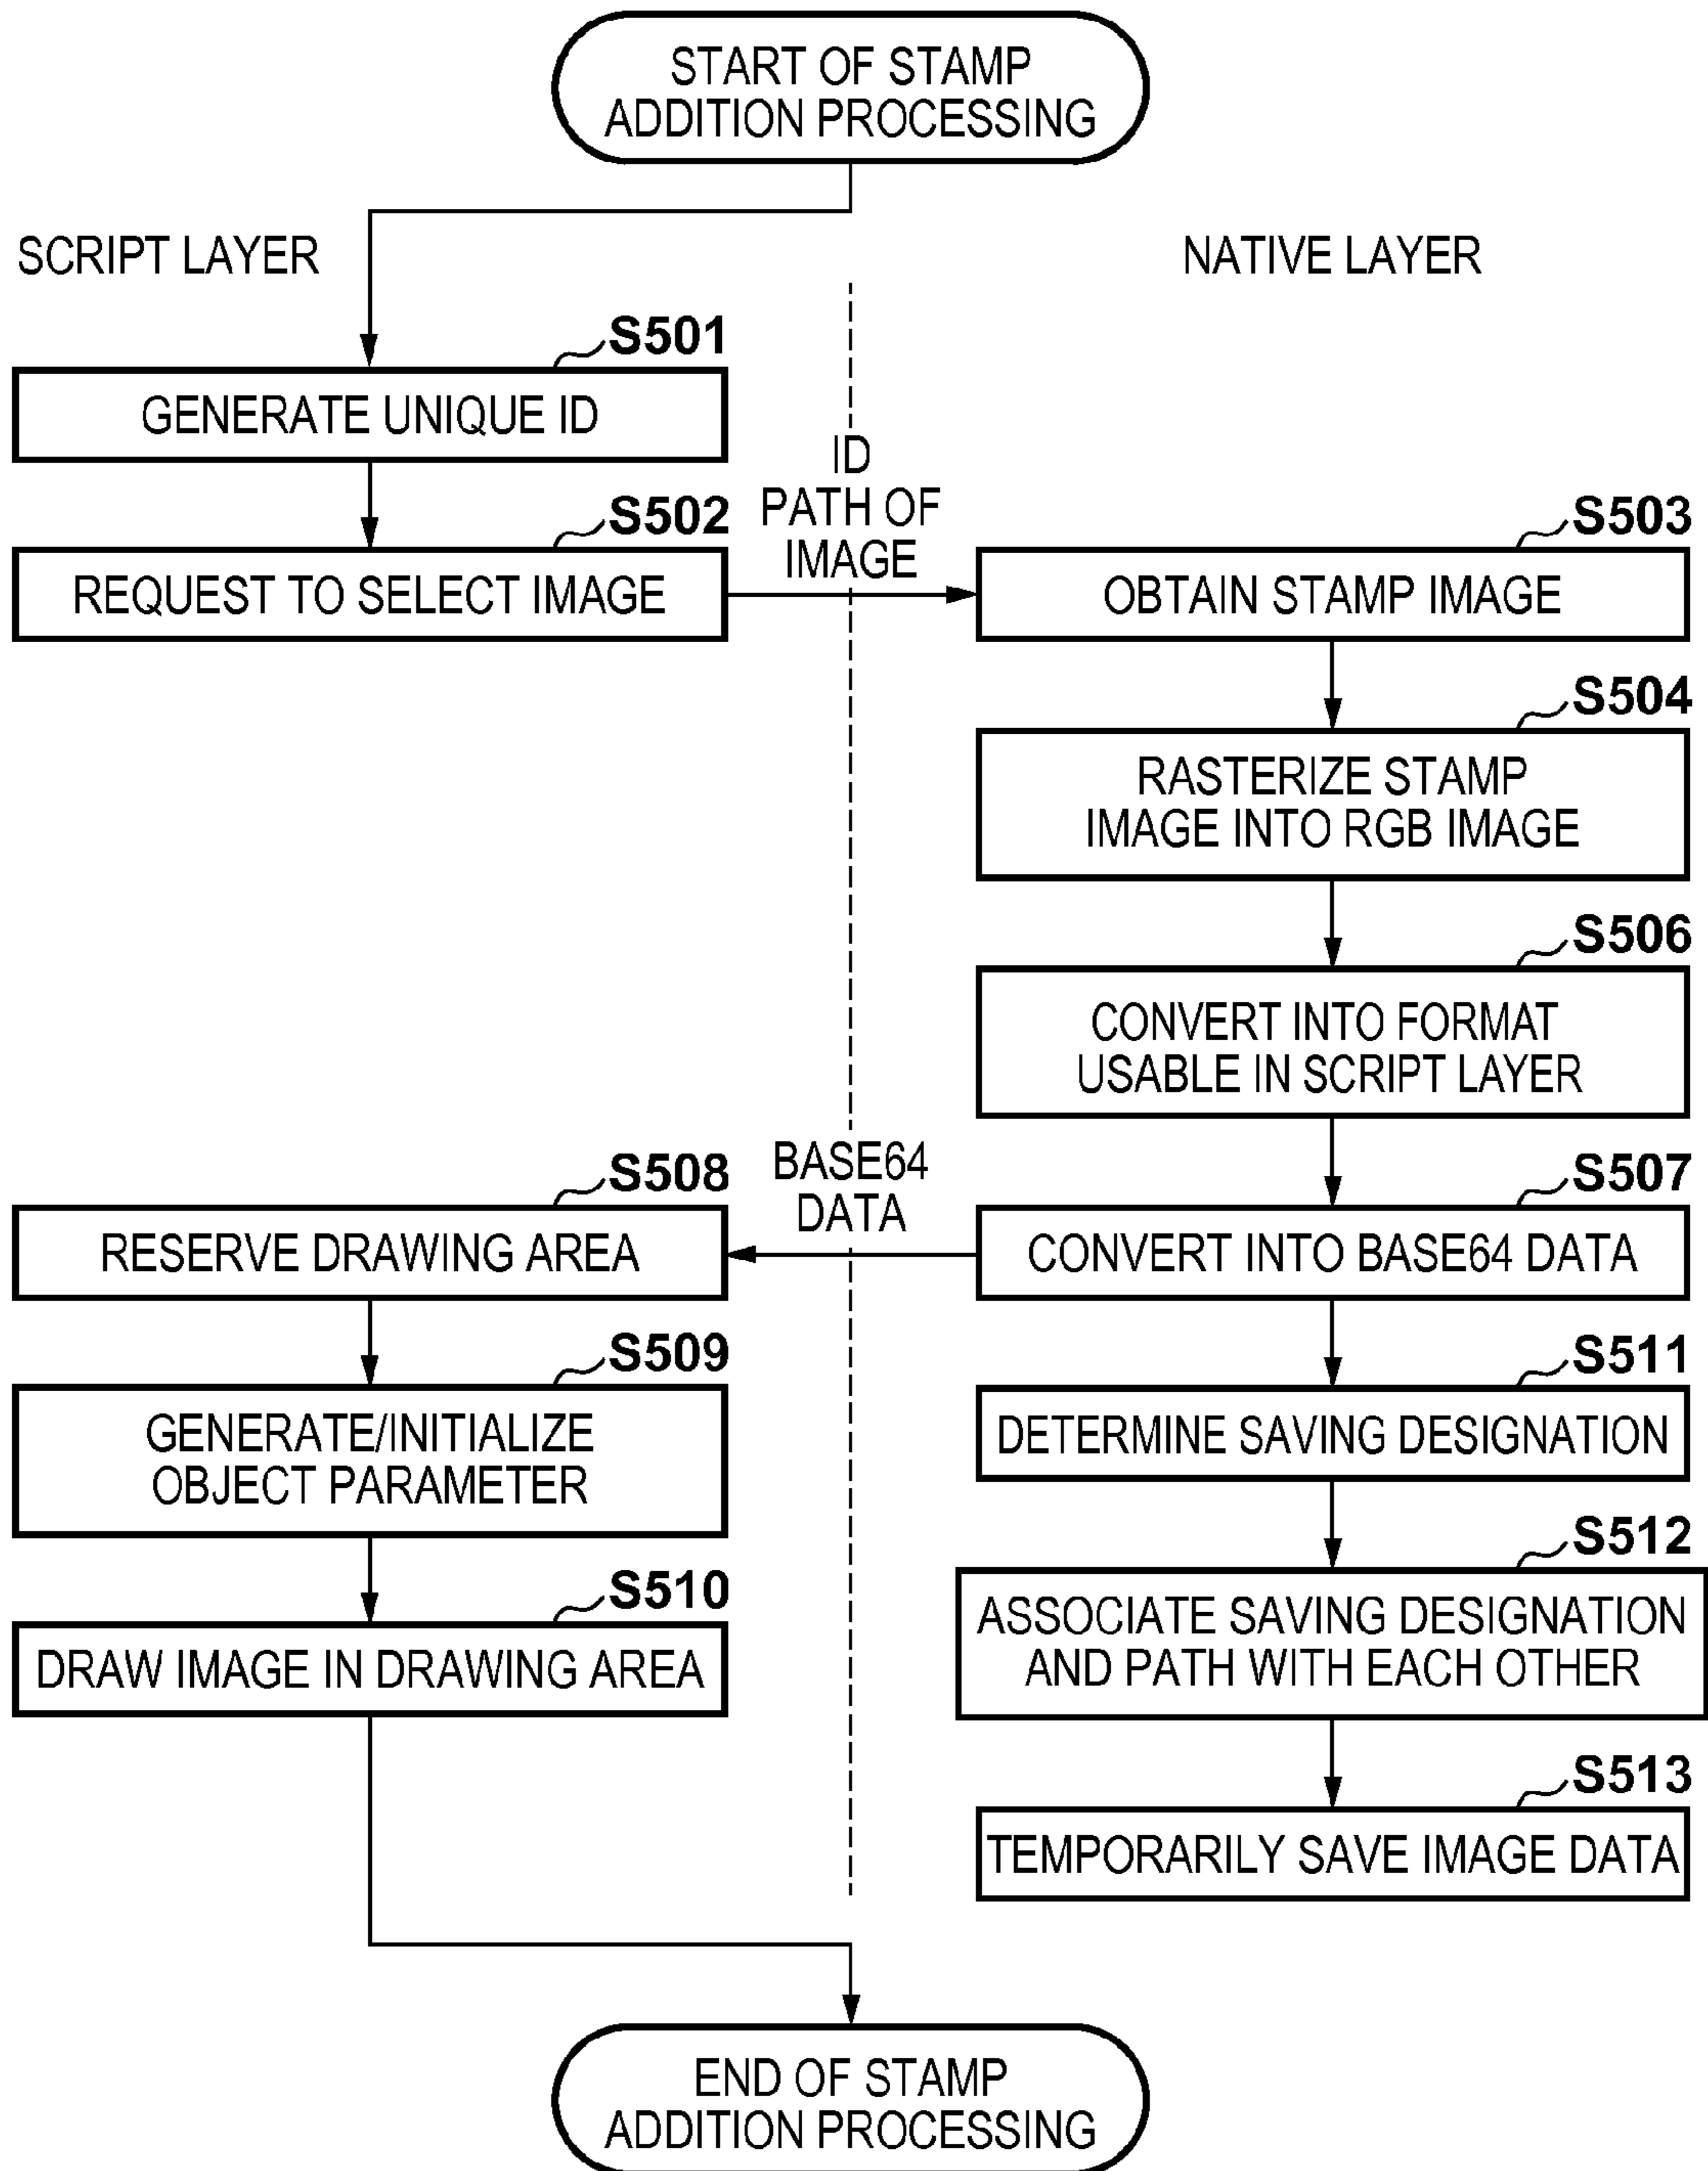 START OF STAMP
ADDITION PROCESSING
SCRIPT LAYER
NATIVE LAYER
S501
GENERATE UNIQUE ID
S502
REQUEST TO SELECT IMAGE
ID
PATH OF
IMAGE
S503
OBTAIN STAMP IMAGE
S504
RASTERIZE STAMP
IMAGE INTO RGB IMAGE
S506
CONVERT INTO FORMAT
USABLE IN SCRIPT LAYER
S507
CONVERT INTO BASE64 DATA
BASE64
DATA
S508
RESERVE DRAWING AREA
S509
GENERATE/INITIALIZE
OBJECT PARAMETER
S510
DRAW IMAGE IN DRAWING AREA
S511
DETERMINE SAVING DESIGNATION
S512
ASSOCIATE SAVING DESIGNATION
AND PATH WITH EACH OTHER
S513
TEMPORARILY SAVE IMAGE DATA
END OF STAMP
ADDITION PROCESSING